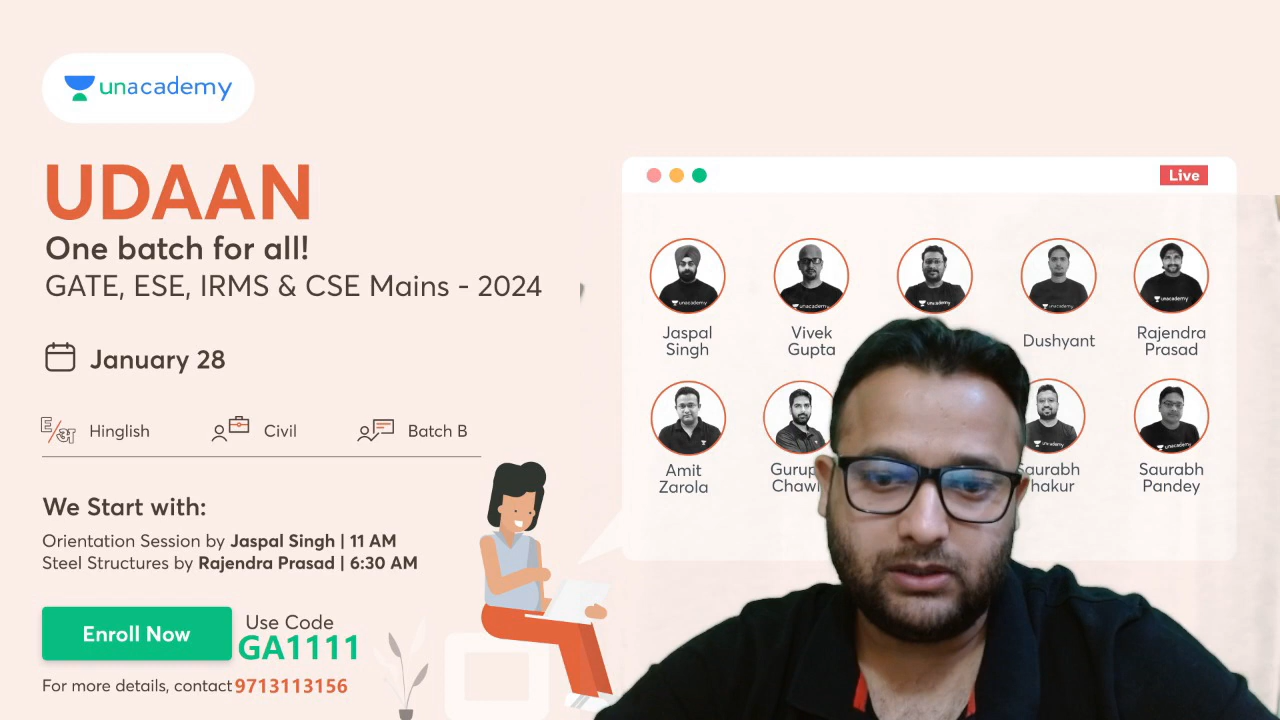 unacademy
UDAAN
One batch for all!
GATE, ESE, IRMS & CSE Mains - 2024
January 28
E/अ Hinglish
Civil
Batch B
We Start with:
Orientation Session by Jaspal Singh | 11 AM
Steel Structures by Rajendra Prasad | 6:30 AM
Enroll Now
Use Code
GA1111
For more details, contact 9713113156
Live
Jaspal
Singh
Vivek
Gupta
Dushyant
Rajendra
Prasad
Amit
Zarola
Saurabh
Pandey